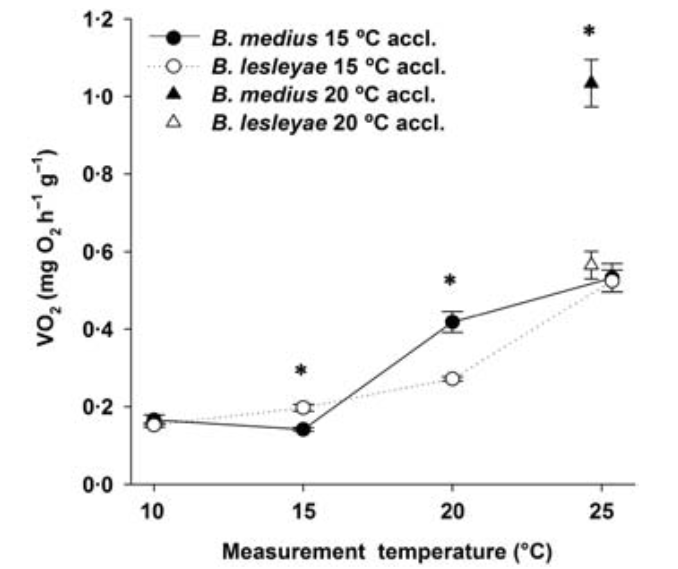 1·2
1·0
0·8
0·6
0·4
0·2
0·0
VO₂ (mg O₂ h⁻¹ g⁻¹)
B. medius 15 ºC accl.
B. lesleyae 15 ºC accl.
B. medius 20 ºC accl.
B. lesleyae 20 ºC accl.
*
*
*
10 15 20 25
Measurement temperature (°C)